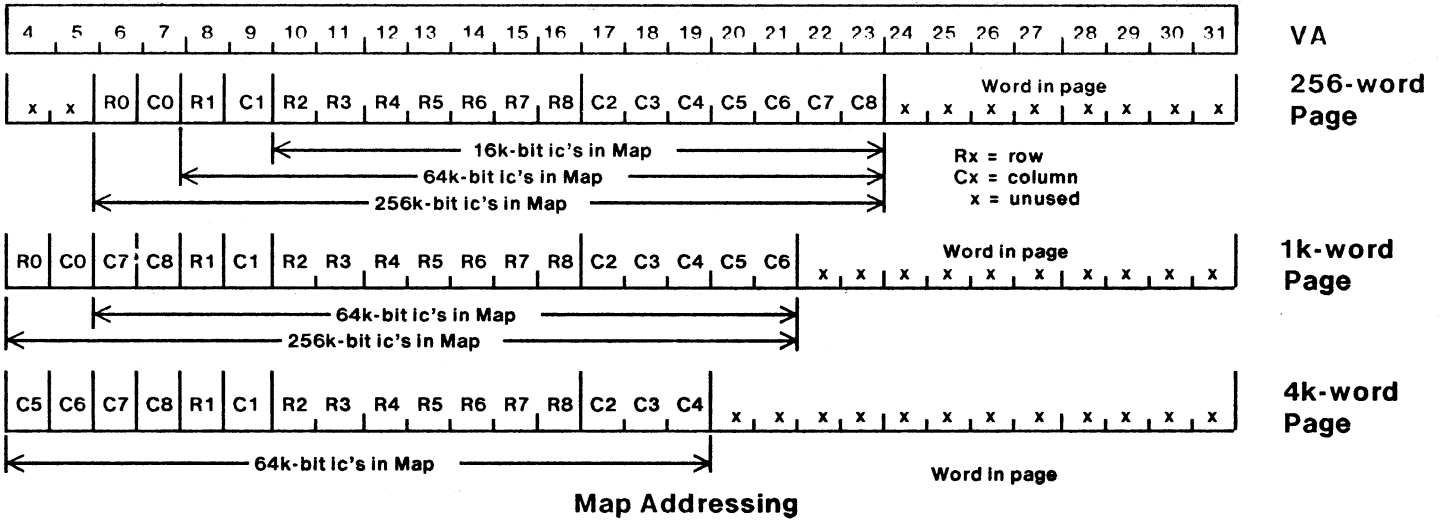 4 5 6 7 8 9 10 11 12 13 14 15 16 17 18 19 20 21 22 23 24 25 26 27 28 29 30 31 VA
x x R0 C0 R1 C1 R2 R3 R4 R5 R6 R7 R8 C2 C3 C4 C5 C6 C7 C8 x x x x x x x x
Word in page
256-word
Page
16k-bit ic's in Map
64k-bit ic's in Map
256k-bit ic's in Map
Rx = row
Cx = column
x = unused
R0 C0 C7 C8 R1 C1 R2 R3 R4 R5 R6 R7 R8 C2 C3 C4 C5 C6 x x x x x x x x x x
Word in page
1k-word
Page
64k-bit ic's in Map
256k-bit ic's in Map
C5 C6 C7 C8 R1 C1 R2 R3 R4 R5 R6 R7 R8 C2 C3 C4 x x x x x x x x x x x x
4k-word
Page
64k-bit ic's in Map
Word in page
Map Addressing